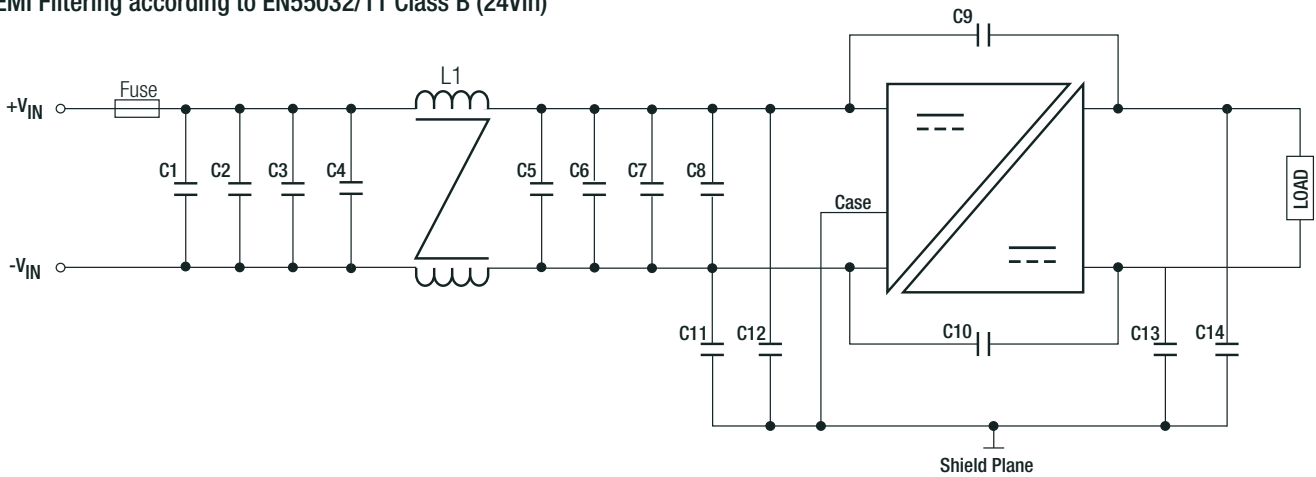 EMI Filtering according to EN55032/11 Class B (24Vin)
C9
L1
Fuse
+VIN
C1
C2
C3
C4
C5
C6
C7
C8
Case
LOAD
-VIN
C11
C12
C10
C13
C14
Shield Plane